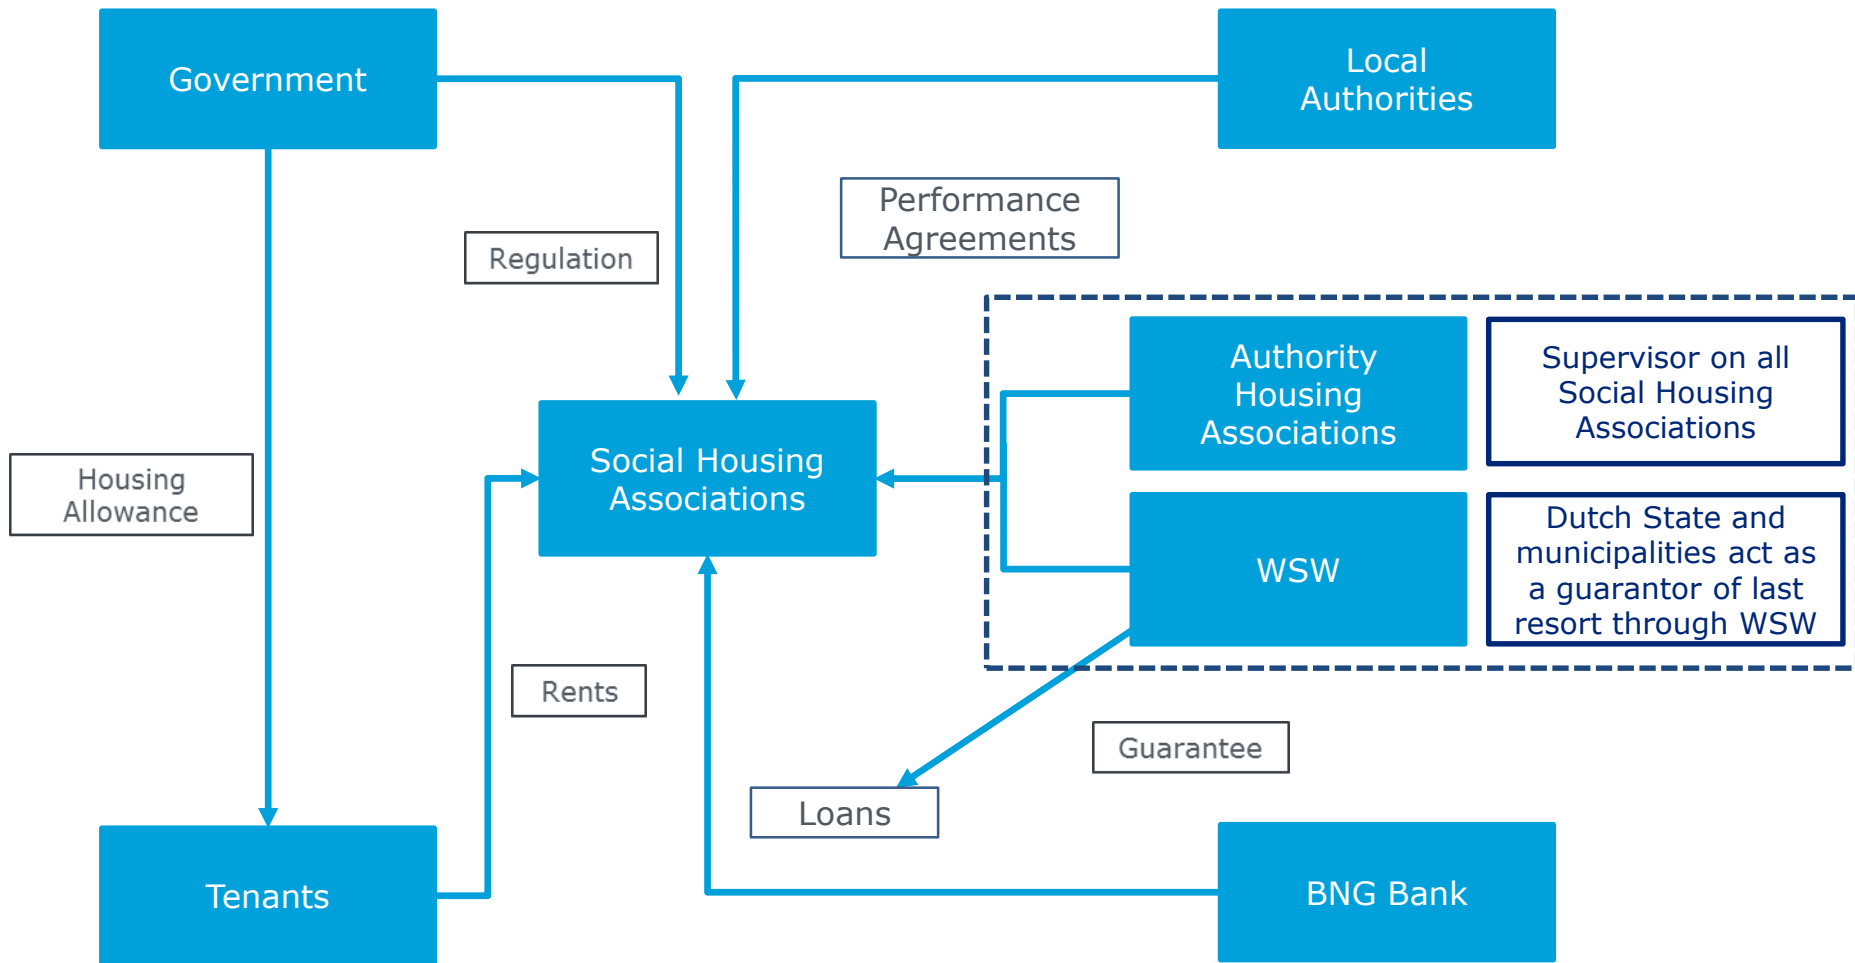 Government
Local
Authorities
Performance
Agreements
Regulation
Authority
Housing
Associations
Supervisor on all
Social Housing
Associations
Social Housing
Associations
Housing
Allowance
WSW
Dutch State and
municipalities act as
a guarantor of last
resort through WSW
Rents
Guarantee
Loans
Tenants
BNG Bank